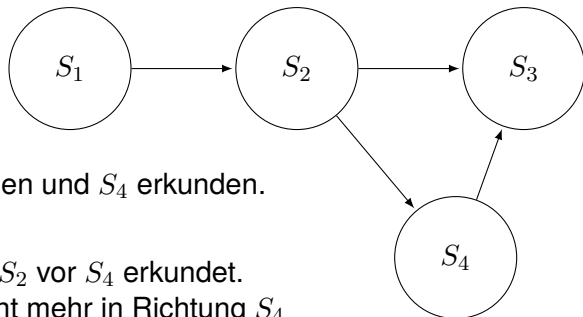 S₁ S₂ S₃
en und S₄ erkunden.
S₂ vor S₄ erkundet.
S₄
nt mehr in Richtung S₄